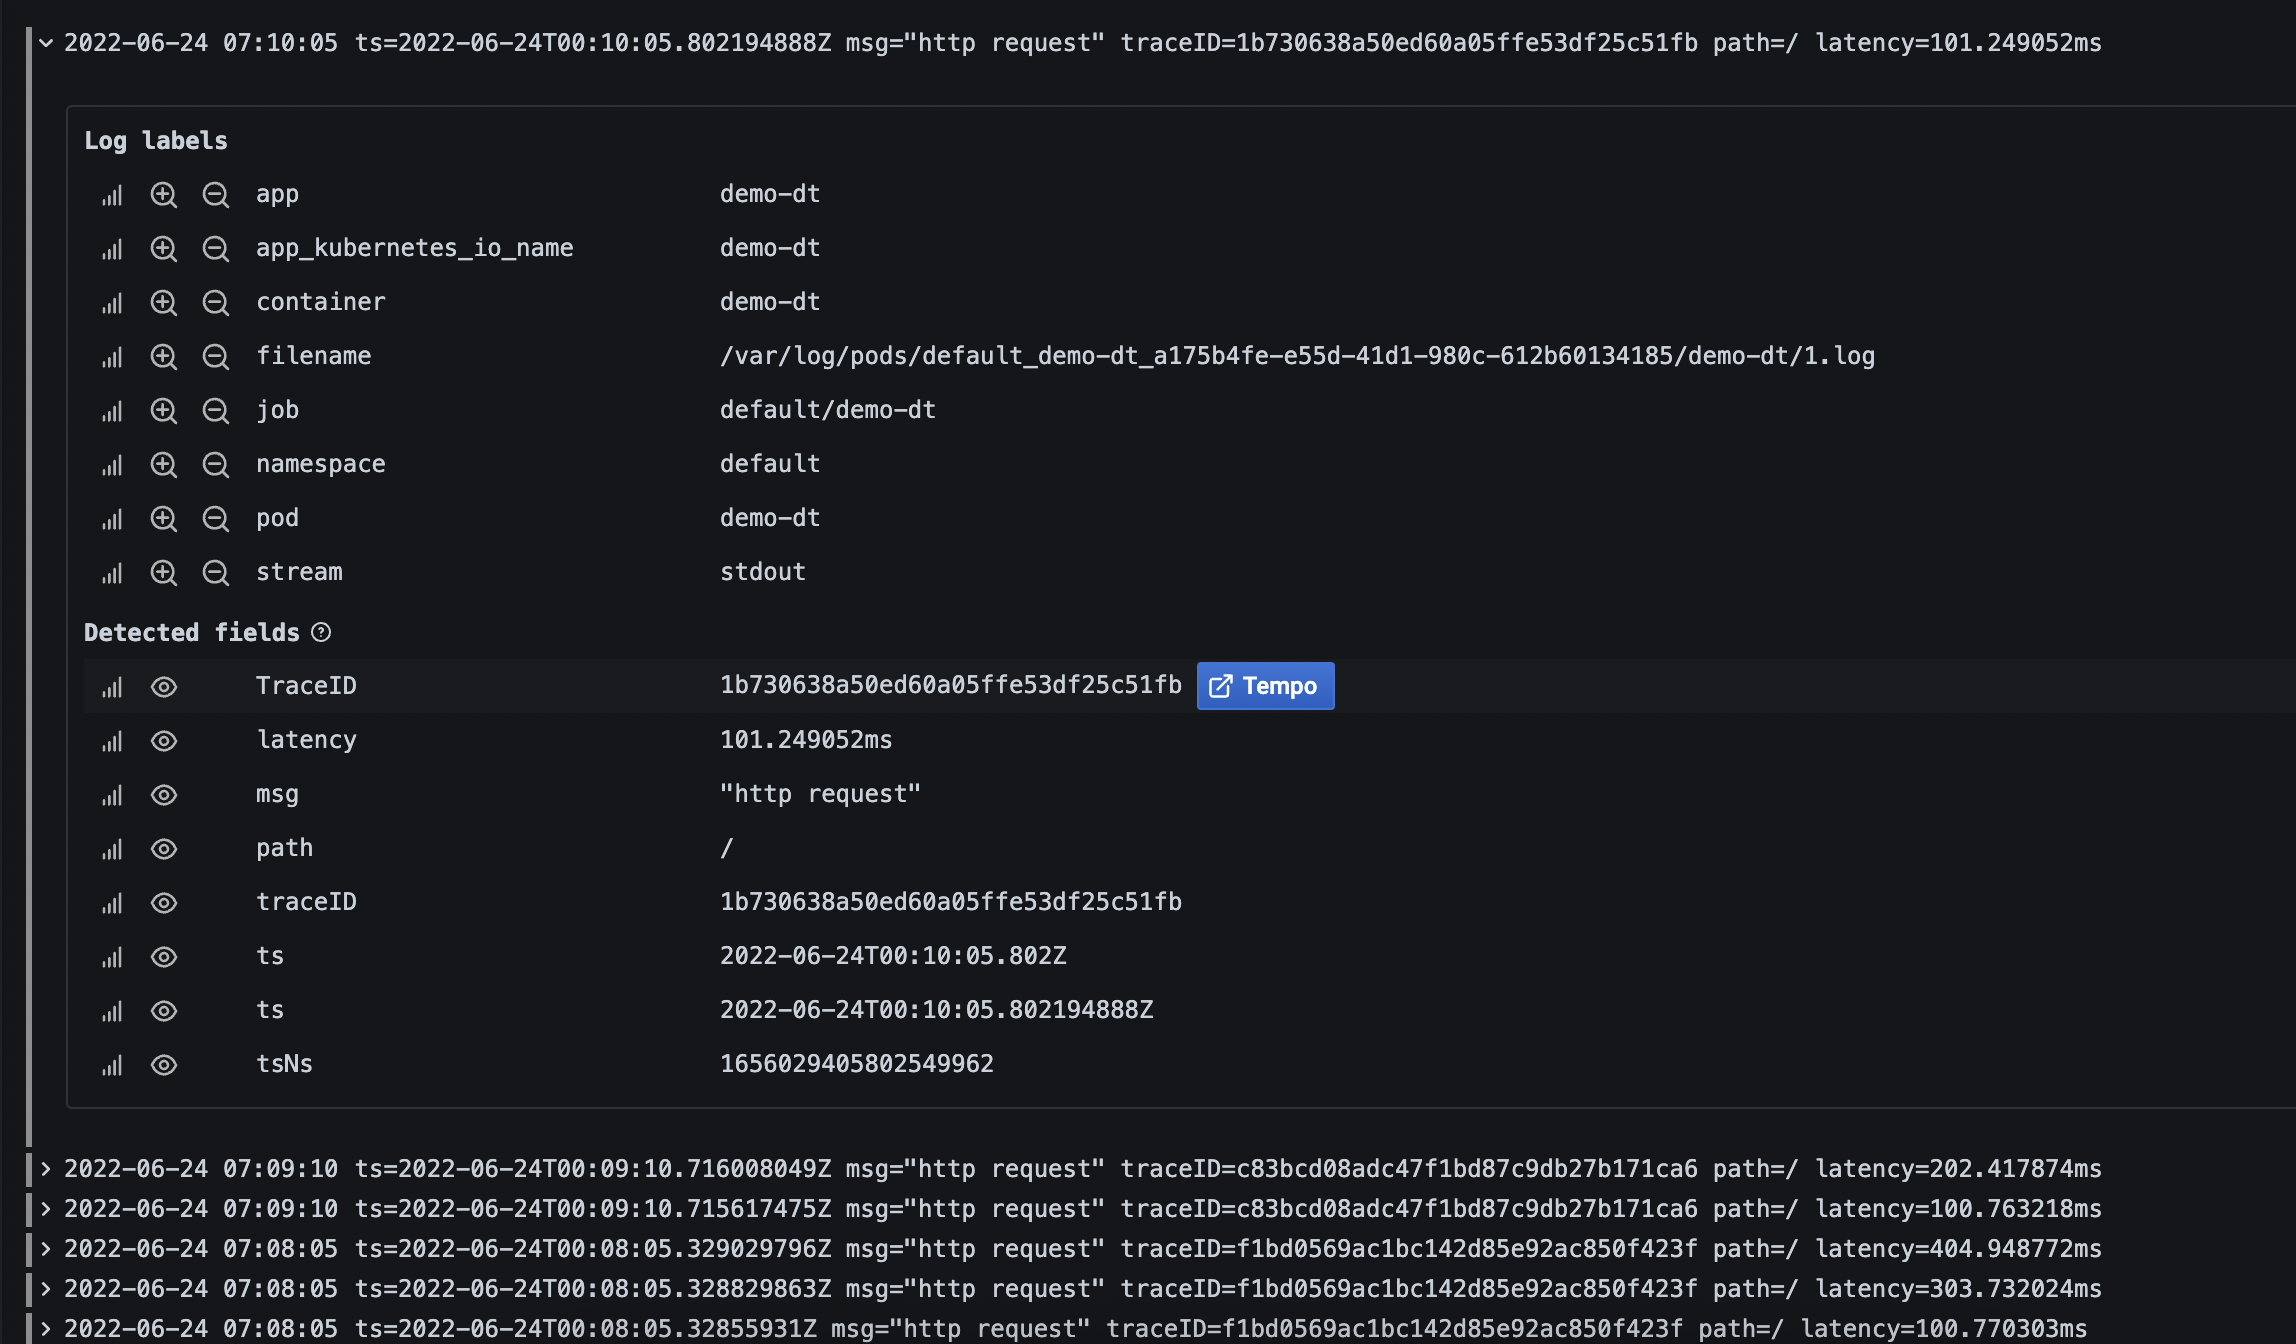 2022-06-24 07:10:05 ts=2022-06-24T00:10:05.802194888Z msg="http request" traceID=1b730638a50ed60a05ffe53df25c51fb path=/ latency=101.249052ms
Log labels
app demo-dt
app_kubernetes_io_name demo-dt
container demo-dt
filename /var/log/pods/default_demo-dt_a175b4fe-e55d-41d1-980c-612b60134185/demo-dt/1.log
job default/demo-dt
namespace default
pod demo-dt
stream stdout
Detected fields
TraceID 1b730638a50ed60a05ffe53df25c51fb Tempo
latency 101.249052ms
msg "http request"
path /
traceID 1b730638a50ed60a05ffe53df25c51fb
ts 2022-06-24T00:10:05.802Z
ts 2022-06-24T00:10:05.802194888Z
tsNs 1656029405802549962
2022-06-24 07:09:10 ts=2022-06-24T00:09:10.716008049Z msg="http request" traceID=c83bcd08adc47f1bd87c9db27b171ca6 path=/ latency=202.417874ms
2022-06-24 07:09:10 ts=2022-06-24T00:09:10.715617475Z msg="http request" traceID=c83bcd08adc47f1bd87c9db27b171ca6 path=/ latency=100.763218ms
2022-06-24 07:08:05 ts=2022-06-24T00:08:05.329029796Z msg="http request" traceID=f1bd0569ac1bc142d85e92ac850f423f path=/ latency=404.948772ms
2022-06-24 07:08:05 ts=2022-06-24T00:08:05.328829863Z msg="http request" traceID=f1bd0569ac1bc142d85e92ac850f423f path=/ latency=303.732024ms
2022-06-24 07:08:05 ts=2022-06-24T00:08:05.32855931Z msg="http request" traceID=f1bd0569ac1bc142d85e92ac850f423f path=/ latency=100.770303ms